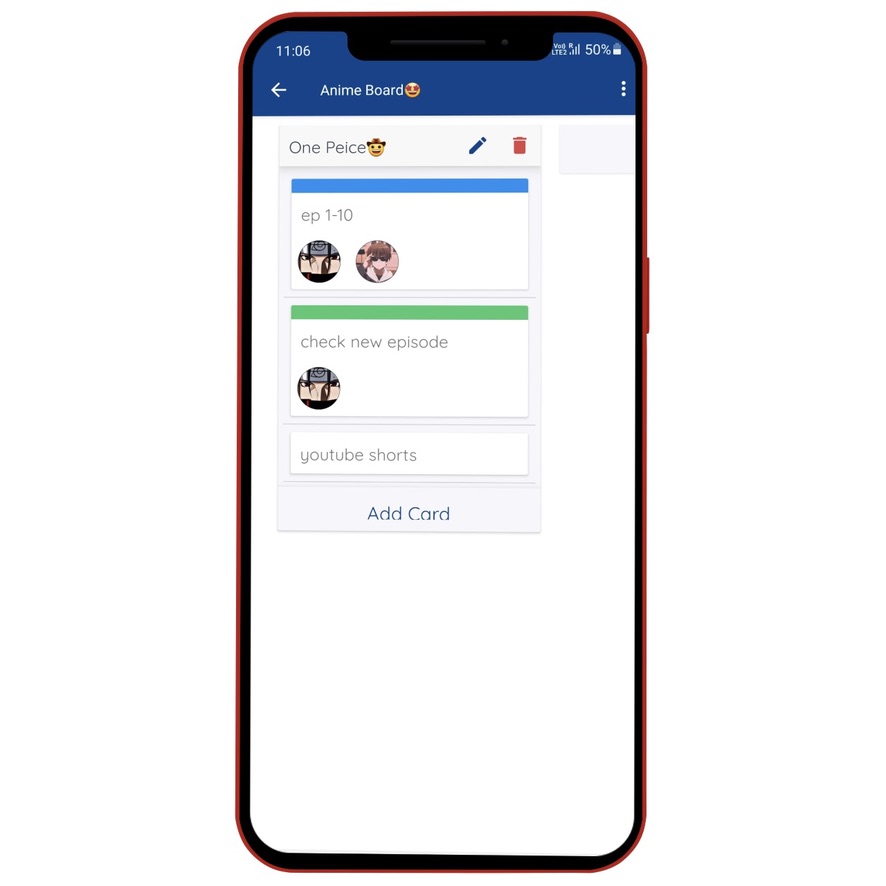 11:06
Vo) R
LTE2 50%
Anime Board🤩
One Peice🤠
ep 1-10
check new episode
youtube shorts
Add Card